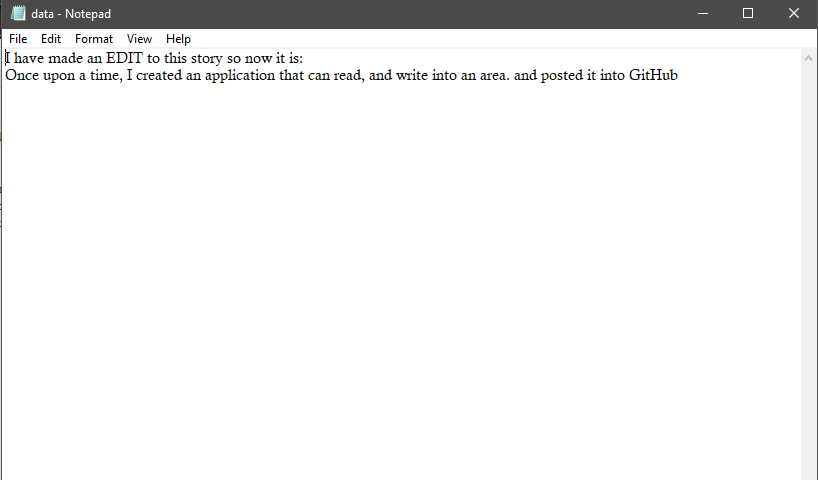 data - Notepad
File Edit Format View Help
I have made an EDIT to this story so now it is:
Once upon a time, I created an application that can read, and write into an area. and posted it into GitHub